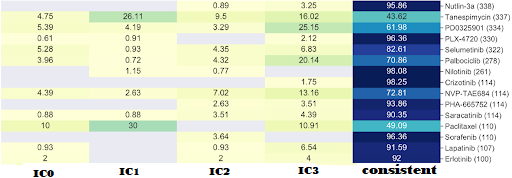 0.89 3.25 95.86 Nutlin-3a (338)
4.75 26.11 9.5 16.02 43.62 Tanespimycin (337)
5.39 4.19 3.29 25.15 61.98 PD0325901 (334)
0.61 0.91 2.12 96.36 PLX-4720 (330)
5.28 0.93 4.35 6.83 82.61 Selumetinib (322)
3.96 0.72 4.32 20.14 70.86 Palbociclib (278)
1.15 0.77 98.08 Nilotinib (261)
1.75 98.25 Crizotinib (114)
4.39 2.63 7.02 13.16 72.81 NVP-TAE684 (114)
2.63 3.51 93.86 PHA-665752 (114)
0.88 0.88 3.51 4.39 90.35 Saracatinib (114)
10 30 10.91 49.09 Paclitaxel (110)
3.64 96.36 Sorafenib (110)
0.93 0.93 6.54 91.59 Lapatinib (107)
2 2 4 92 Erlotinib (100)
IC0 IC1 IC2 IC3 consistent